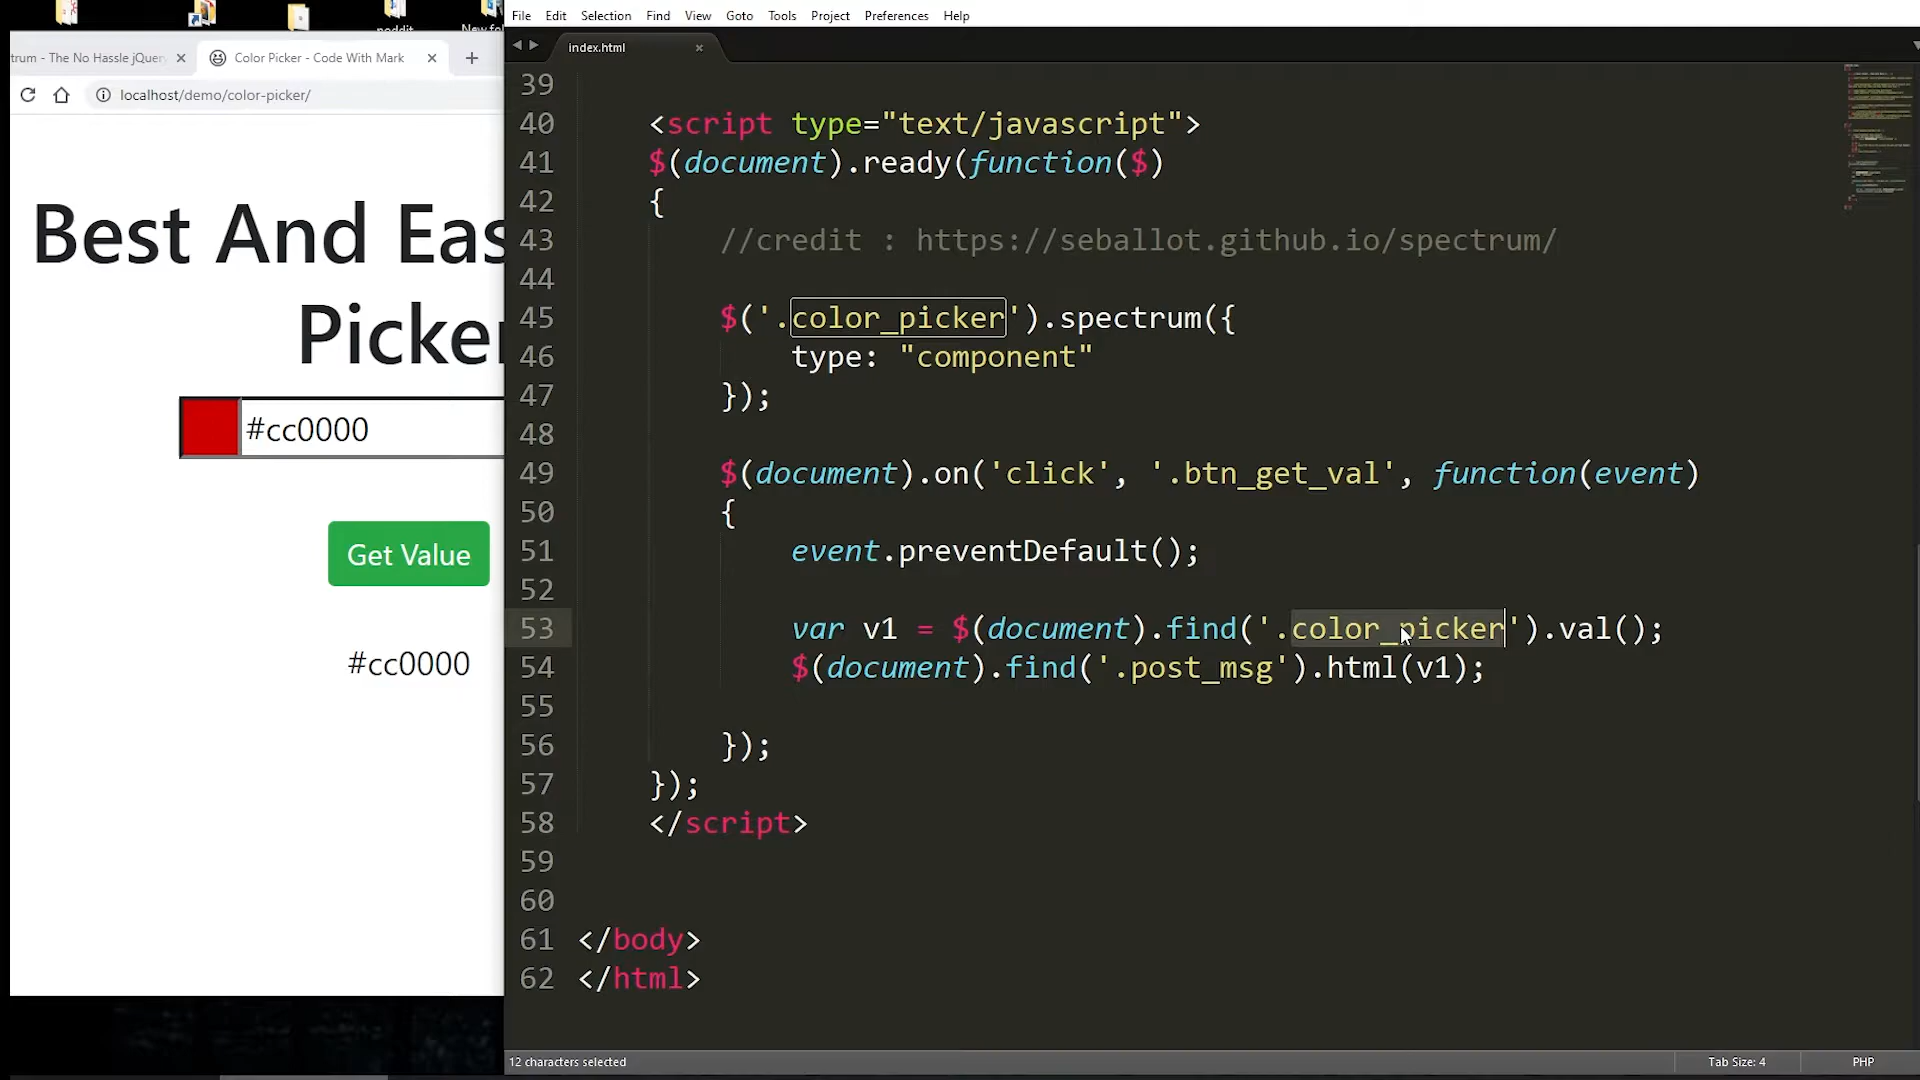 reddit
File Edit Selection Find View Goto Tools Project Preferences Help
trum - The No Hassle jQuer
Color Picker - Code With Mark
index.html
localhost/demo/color-picker/
Best And Eas
Picker
#cc0000
Get Value
#cc0000
39
40 <script type="text/javascript">
41 $(document).ready(function($)
42 {
43 //credit : https://seballot.github.io/spectrum/
44
45 $('.color_picker').spectrum({
46 type: "component"
47 });
48
49 $(document).on('click', '.btn_get_val', function(event)
50 {
51 event.preventDefault();
52
53 var v1 = $(document).find('.color_picker').val();
54 $(document).find('.post_msg').html(v1);
55
56 });
57 });
58 </script>
59
60
61 </body>
62 </html>
12 characters selected
Tab Size: 4
PHP